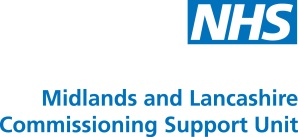 NHS
Midlands and Lancashire
Commissioning Support Unit